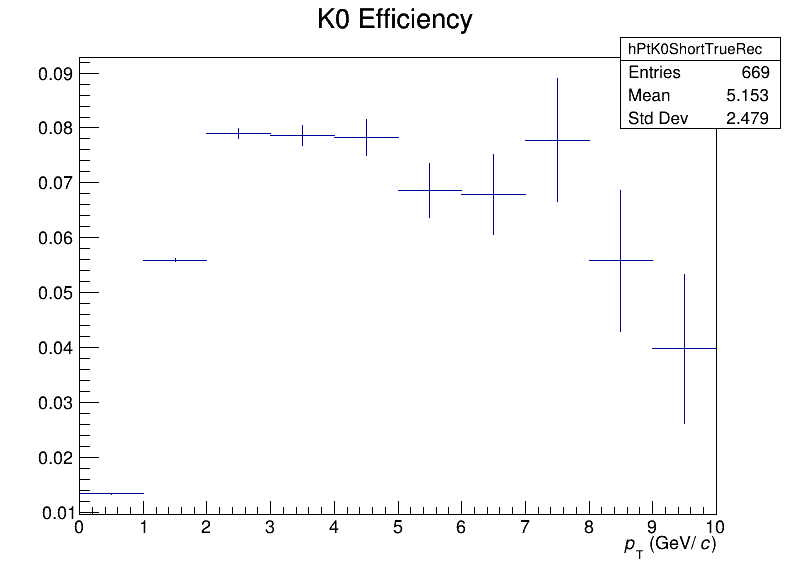 K0 Efficiency
hPtK0ShortTrueRec
Entries 669
Mean 5.153
Std Dev 2.479
0.09
0.08
0.07
0.06
0.05
0.04
0.03
0.02
0.01
0 1 2 3 4 5 6 7 8 9 10
p_T (GeV/ c)